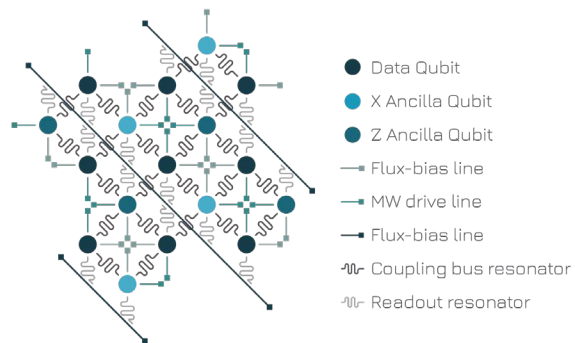 Data Qubit
X Ancilla Qubit
Z Ancilla Qubit
Flux-bias line
MW drive line
Flux-bias line
Coupling bus resonator
Readout resonator